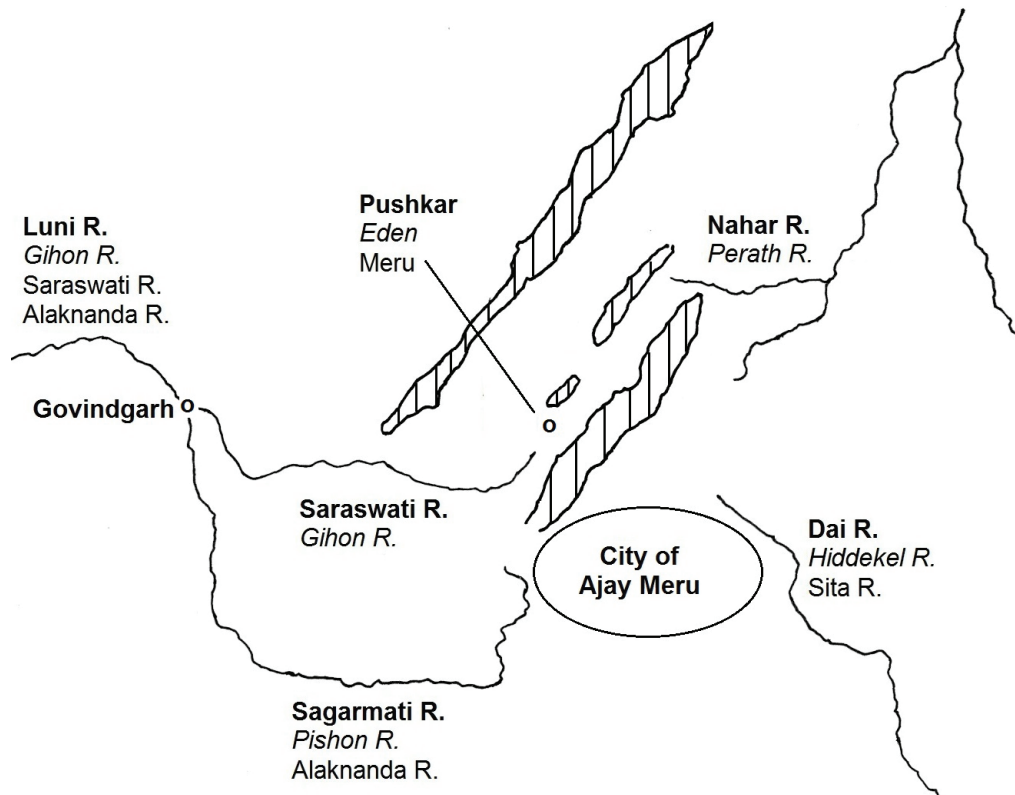 Pushkar
Eden
Meru
Luni R.
Gihon R.
Saraswati R.
Alaknanda R.
Nahar R.
Perath R.
Govindgarh
Saraswati R.
Gihon R.
City of
Ajay Meru
Dai R.
Hiddekel R.
Sita R.
Sagarmati R.
Pishon R.
Alaknanda R.